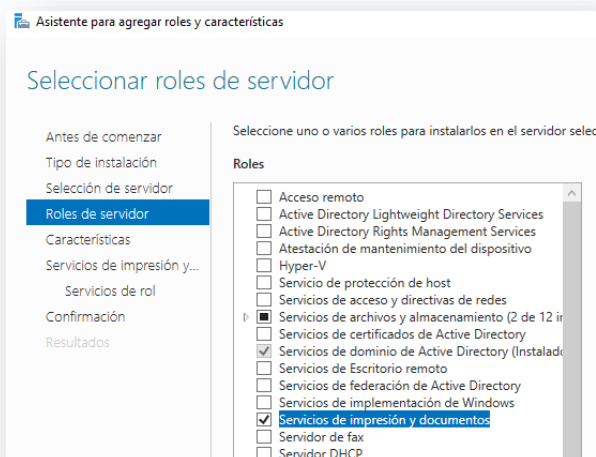 Asistente para agregar roles y características
Seleccionar roles de servidor
Antes de comenzar
Tipo de instalación
Selección de servidor
Roles de servidor
Características
Servicios de impresión y...
Servicios de rol
Confirmación
Resultados
Seleccione uno o varios roles para instalarlos en el servidor
Roles
Acceso remoto
Active Directory Lightweight Directory Services
Active Directory Rights Management Services
Atestación de mantenimiento del dispositivo
Hyper-V
Servicio de protección de host
Servicios de acceso y directivas de redes
Servicios de archivos y almacenamiento (2 de 12
Servicios de certificados de Active Directory
Servicios de dominio de Active Directory (Instalado
Servicios de Escritorio remoto
Servicios de federación de Active Directory
Servicios de implementación de Windows
Servicios de impresión y documentos
Servidor de fax
Servidor DHCP